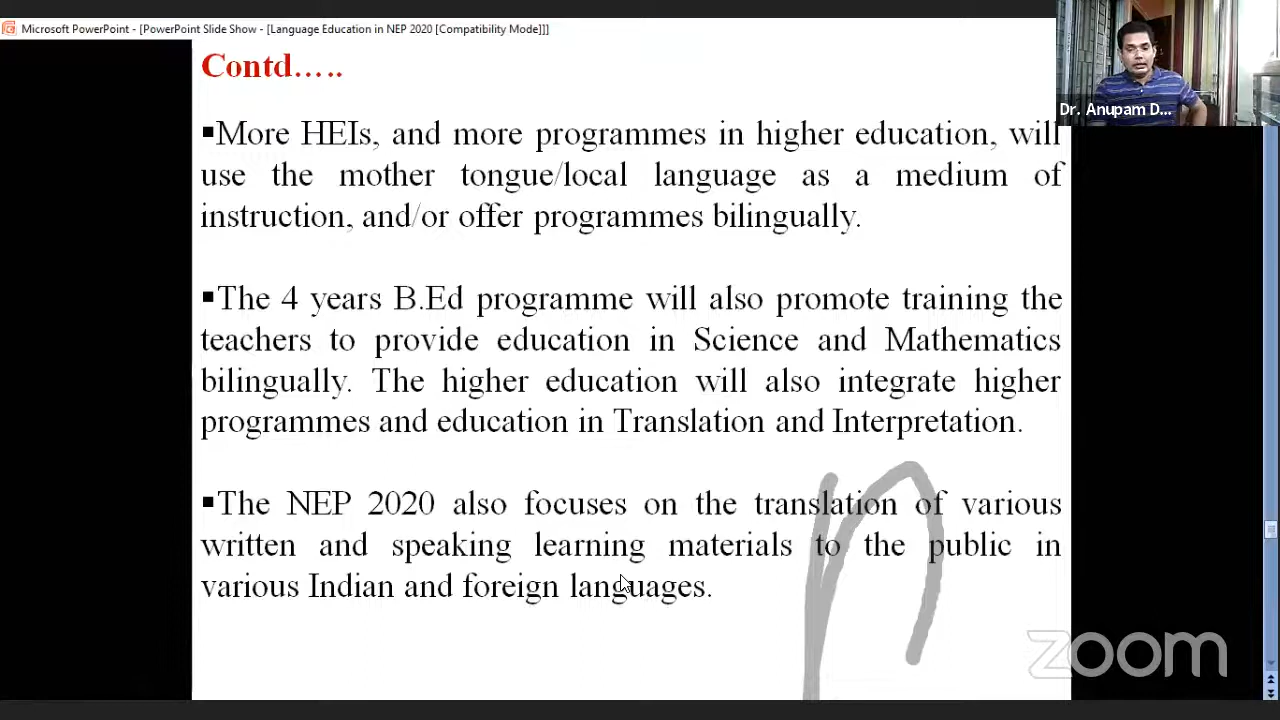 Microsoft PowerPoint - [PowerPoint Slide Show - [Language Education in NEP 2020 [Compatibility Mode]]]
Contd…..
Dr. Anupam D...
▪More HEIs, and more programmes in higher education, will
use the mother tongue/local language as a medium of
instruction, and/or offer programmes bilingually.
▪The 4 years B.Ed programme will also promote training the
teachers to provide education in Science and Mathematics
bilingually. The higher education will also integrate higher
programmes and education in Translation and Interpretation.
▪The NEP 2020 also focuses on the translation of various
written and speaking learning materials to the public in
various Indian and foreign languages.
zoom